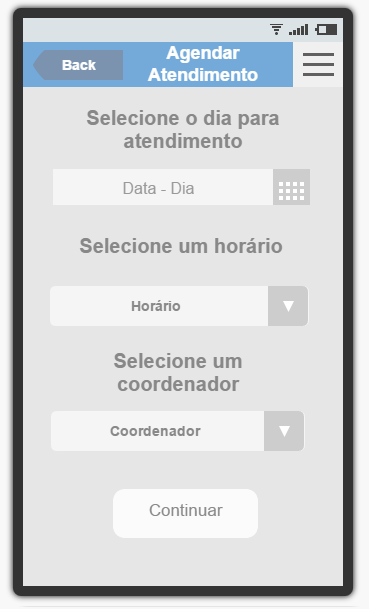 Back
Agendar
Atendimento
Selecione o dia para
atendimento
Data - Dia
Selecione um horário
Horário
Selecione um
coordenador
Coordenador
Continuar